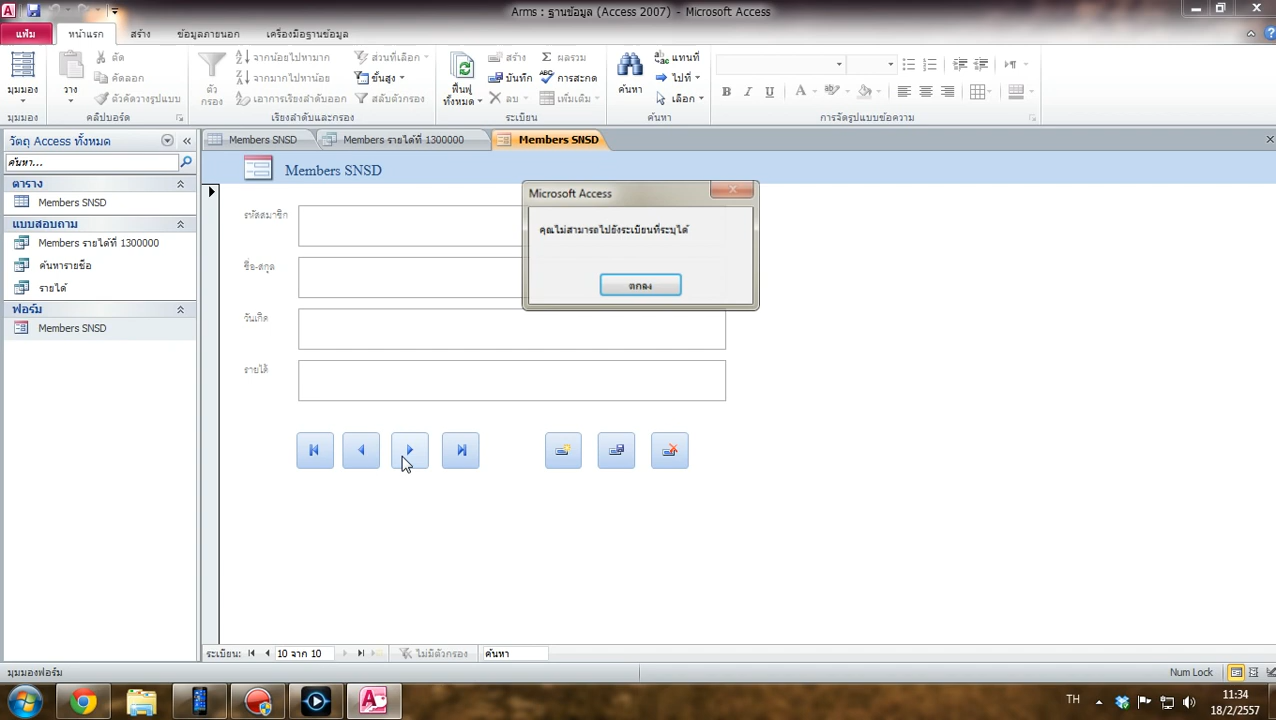 Arms : ฐานข้อมูล (Access 2007) - Microsoft Access
แฟ้ม หน้าแรก สร้าง ข้อมูลภายนอก เครื่องมือฐานข้อมูล
มุมมอง
มุมมอง
วาง
ตัด
คัดลอก
ตัวคัดวางรูปแบบ
คลิปบอร์ด
ตัวกรอง
จากน้อยไปหามาก
จากมากไปหาน้อย
เอาการเรียงลำดับออก
ส่วนที่เลือก
ขั้นสูง
สลับตัวกรอง
เรียงลำดับและกรอง
ฟื้นฟูทั้งหมด
สร้าง
บันทึก
ลบ
ผลรวม
การสะกด
เพิ่มเติม
ระเบียน
ค้นหา
แทนที่
ไปที่
เลือก
ค้นหา
B I U A
การจัดรูปแบบข้อความ
วัตถุ Access ทั้งหมด
ค้นหา...
ตาราง
Members SNSD
แบบสอบถาม
Members รายได้ที่ 1300000
ค้นหารายชื่อ
รายได้
ฟอร์ม
Members SNSD
Members SNSD Members รายได้ที่ 1300000 Members SNSD
Members SNSD
รหัสสมาชิก
ชื่อ-สกุล
วันเกิด
รายได้
Microsoft Access
คุณไม่สามารถไปยังระเบียนที่ระบุได้
ตกลง
ระเบียน: 10 จาก 10 ไม่มีตัวกรอง ค้นหา
มุมมองฟอร์ม Num Lock
TH 11:34
18/2/2557